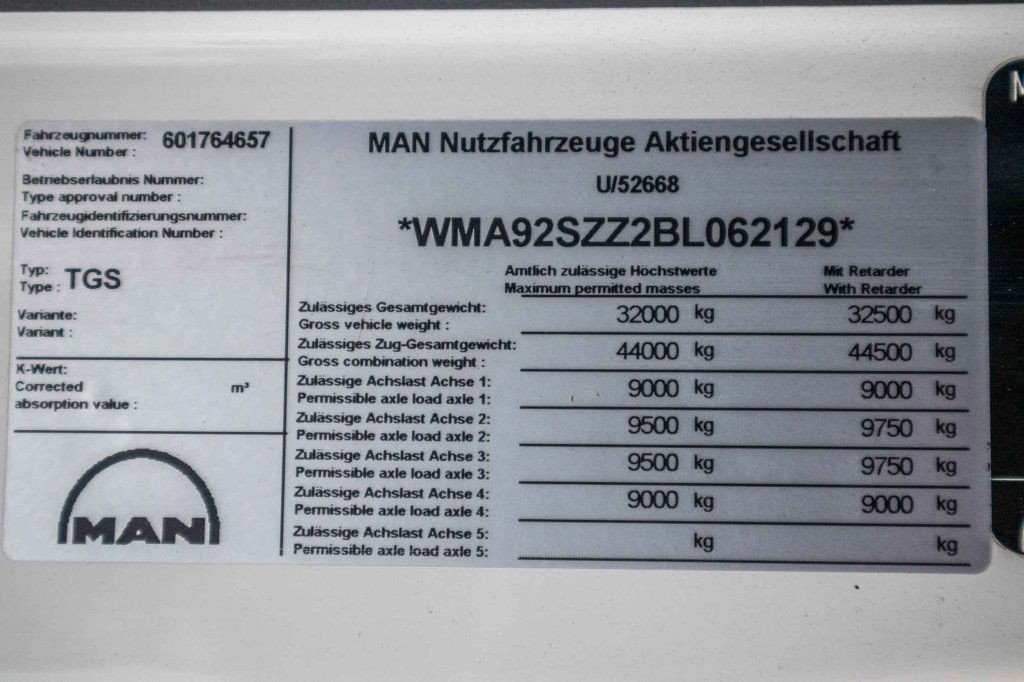 Fahrzeugnummer: 601764657
Vehicle Number :
Betriebserlaubnis Nummer:
Type approval number :
Fahrzeugidentifizierungsnummer:
Vehicle Identification Number :
Typ:
Type : TGS
Variante:
Variant :
K-Wert:
Corrected m³
absorption value :
MAN
MAN Nutzfahrzeuge Aktiengesellschaft
U/52668
*WMA92SZZ2BL062129*
Amtlich zulässige Höchstwerte Mit Retarder
Maximum permitted masses With Retarder
Zulässiges Gesamtgewicht:
Gross vehicle weight : 32000 kg 32500 kg
Zulässiges Zug-Gesamtgewicht:
Gross combination weight : 44000 kg 44500 kg
Zulässige Achslast Achse 1:
Permissible axle load axle 1: 9000 kg 9000 kg
Zulässige Achslast Achse 2:
Permissible axle load axle 2: 9500 kg 9750 kg
Zulässige Achslast Achse 3:
Permissible axle load axle 3: 9500 kg 9750 kg
Zulässige Achslast Achse 4:
Permissible axle load axle 4: 9000 kg 9000 kg
Zulässige Achslast Achse 5:
Permissible axle load axle 5: kg kg